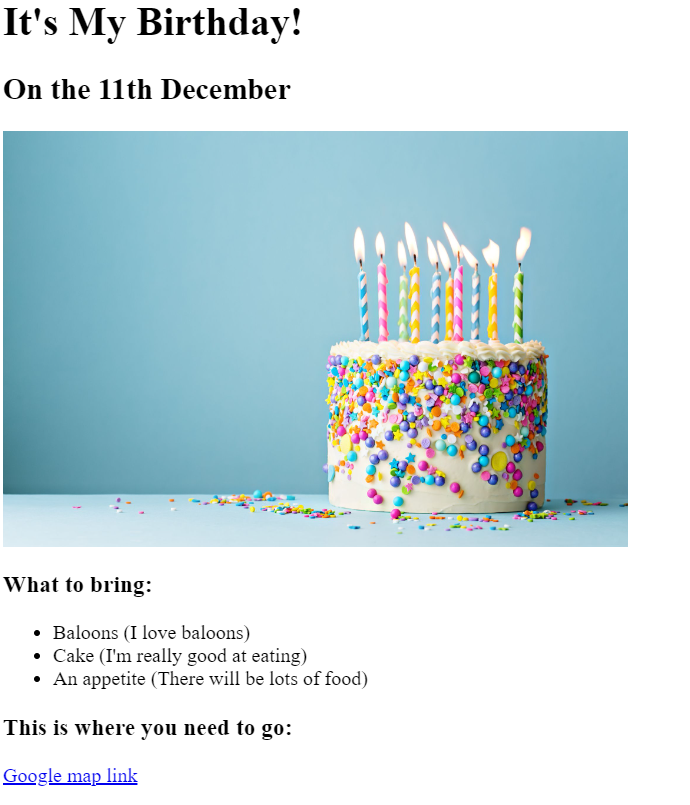 It's My Birthday!
On the 11th December
What to bring:
Baloons (I love baloons)
Cake (I'm really good at eating)
An appetite (There will be lots of food)
This is where you need to go:
Google map link